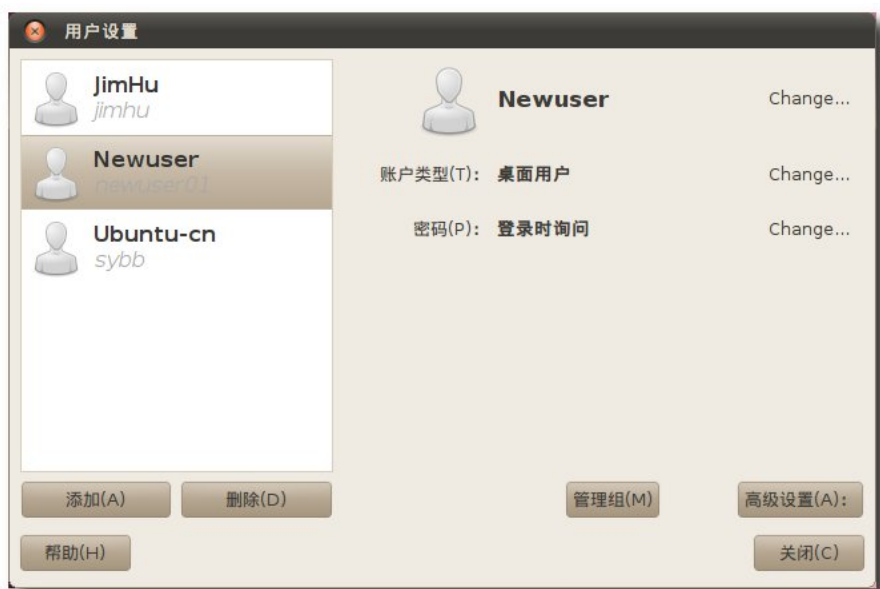 用户设置
JimHu
jimhu
Newuser
newuser01
Ubuntu-cn
sybb
Newuser
Change...
账户类型(T): 桌面用户
Change...
密码(P): 登录时询问
Change...
添加(A)
删除(D)
管理组(M)
高级设置(A):
帮助(H)
关闭(C)